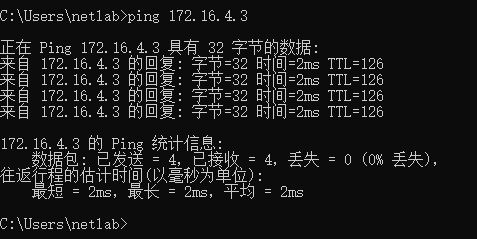 C:\Users\netlab>ping 172.16.4.3
正在 Ping 172.16.4.3 具有 32 字节的数据:
来自 172.16.4.3 的回复: 字节=32 时间=2ms TTL=126
来自 172.16.4.3 的回复: 字节=32 时间=2ms TTL=126
来自 172.16.4.3 的回复: 字节=32 时间=2ms TTL=126
来自 172.16.4.3 的回复: 字节=32 时间=2ms TTL=126
172.16.4.3 的 Ping 统计信息:
数据包: 已发送 = 4, 已接收 = 4, 丢失 = 0 (0% 丢失),
往返行程的估计时间(以毫秒为单位):
最短 = 2ms, 最长 = 2ms, 平均 = 2ms
C:\Users\netlab>